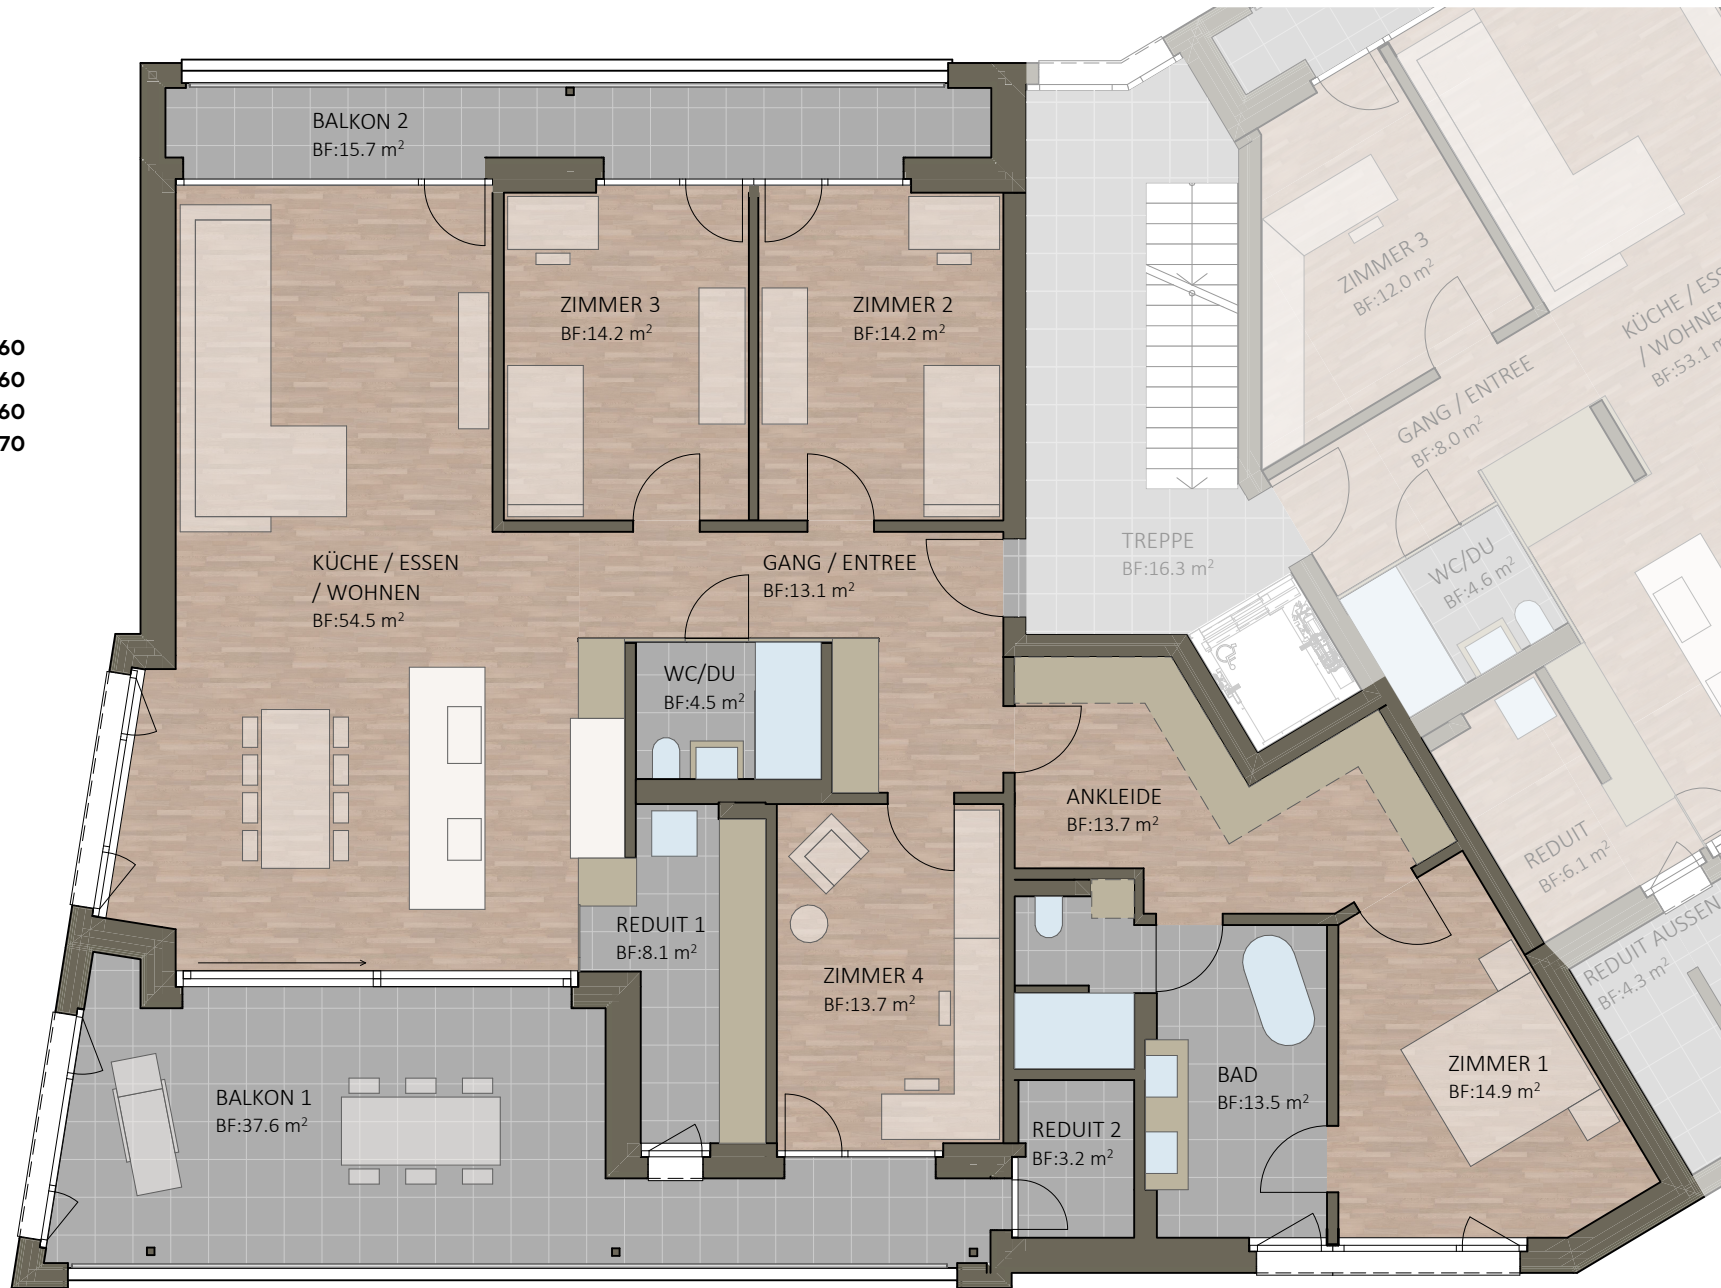 BALKON 2
BF:15.7 m²
ZIMMER 3
BF:14.2 m²
ZIMMER 2
BF:14.2 m²
60
60
60
70
ZIMMER 3
BF:12.0 m²
KÜCHE / ESS
/ WOHNEN
BF:53.1 m
GANG / ENTREE
BF:8.0 m²
KÜCHE / ESSEN
/ WOHNEN
BF:54.5 m²
GANG / ENTREE
BF:13.1 m²
TREPPE
BF:16.3 m²
WC/DU
BF:4.6 m²
WC/DU
BF:4.5 m²
ANKLEIDE
BF:13.7 m²
REDUIT
BF:6.1 m²
REDUIT 1
BF:8.1 m²
ZIMMER 4
BF:13.7 m²
REDUIT AUSSEN
BF:4.3 m²
BALKON 1
BF:37.6 m²
REDUIT 2
BF:3.2 m²
BAD
BF:13.5 m²
ZIMMER 1
BF:14.9 m²